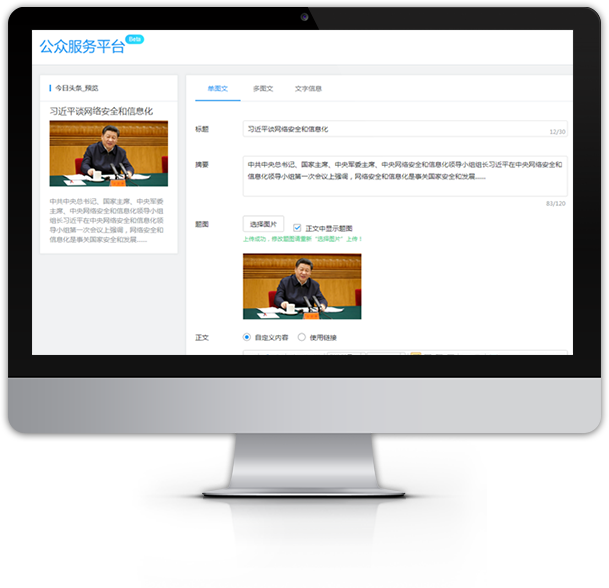 公众服务平台 Beta
今日头条_预览
习近平谈网络安全和信息化
中共中央总书记、国家主席、中央军委
主席、中央网络安全和信息化领导小组
组长习近平在中央网络安全和信息化领
导小组第一次会议上强调，网络安全和
信息化是事关国家安全和发展......
单图文 多图文 文字信息
标题 习近平谈网络安全和信息化 12/30
摘要 中共中央总书记、国家主席、中央军委主席、中央网络安全和信息化领导小组组长习近平在中央网络安全和
信息化领导小组第一次会议上强调，网络安全和信息化是事关国家安全和发展......
83/120
题图 选择图片 正文中显示题图
上传成功，修改题图请重新“选择图片”上传！
正文 自定义内容 使用链接